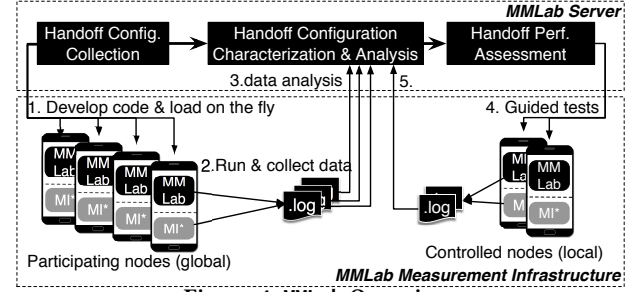 MMLab Server
Handoff Config.
Collection
Handoff Configuration
Characterization & Analysis
Handoff Perf.
Assessment
3.data analysis
5.
1. Develop code & load on the fly
4. Guided tests
MM
Lab
MI*
MM
Lab
MI*
MM
Lab
MI*
MM
Lab
MI*
2.Run & collect data
.log
.log
MM
Lab
MI*
Participating nodes (global)
Controlled nodes (local)
MMLab Measurement Infrastructure